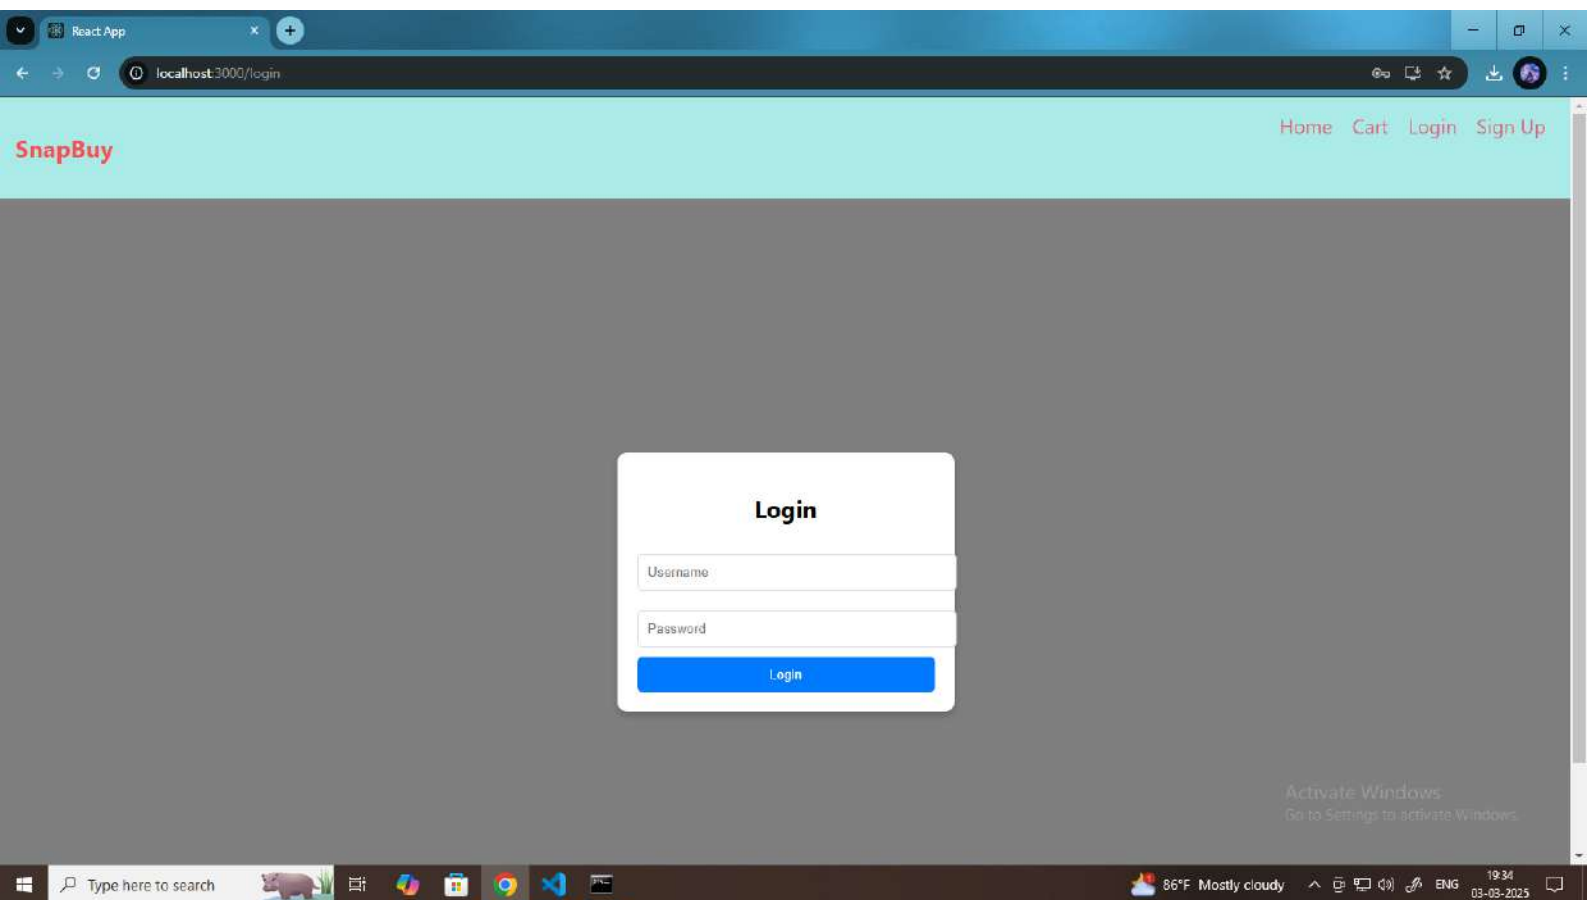 React App
localhost:3000/login
SnapBuy
Home Cart Login Sign Up
Login
Username
Password
Login
Activate Windows
Go to Settings to activate Windows.
Type here to search
86°F Mostly cloudy
ENG
19:34
03-03-2025